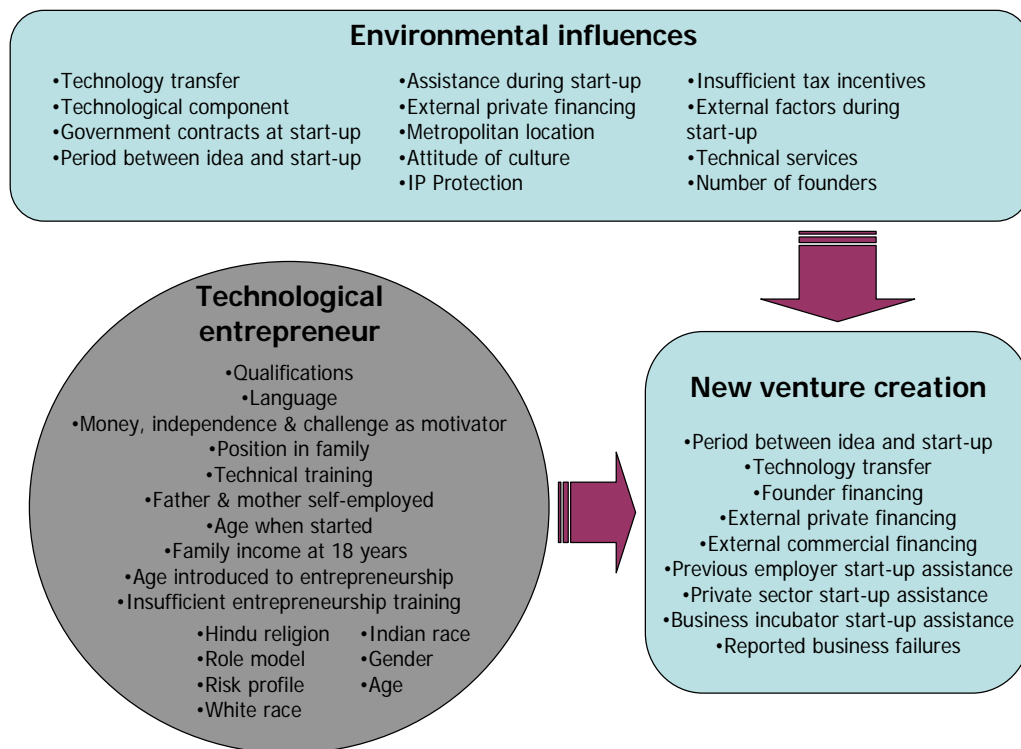 Environmental influences
•Technology transfer
•Technological component
•Government contracts at start-up
•Period between idea and start-up
•Assistance during start-up
•External private financing
•Metropolitan location
•Attitude of culture
•IP Protection
•Insufficient tax incentives
•External factors during
start-up
•Technical services
•Number of founders
Technological
entrepreneur
•Qualifications
•Language
•Money, independence & challenge as motivator
•Position in family
•Technical training
•Father & mother self-employed
•Age when started
•Family income at 18 years
•Age introduced to entrepreneurship
•Insufficient entrepreneurship training
•Hindu religion
•Role model
•Risk profile
•White race
•Indian race
•Gender
•Age
New venture creation
•Period between idea and start-up
•Technology transfer
•Founder financing
•External private financing
•External commercial financing
•Previous employer start-up assistance
•Private sector start-up assistance
•Business incubator start-up assistance
•Reported business failures